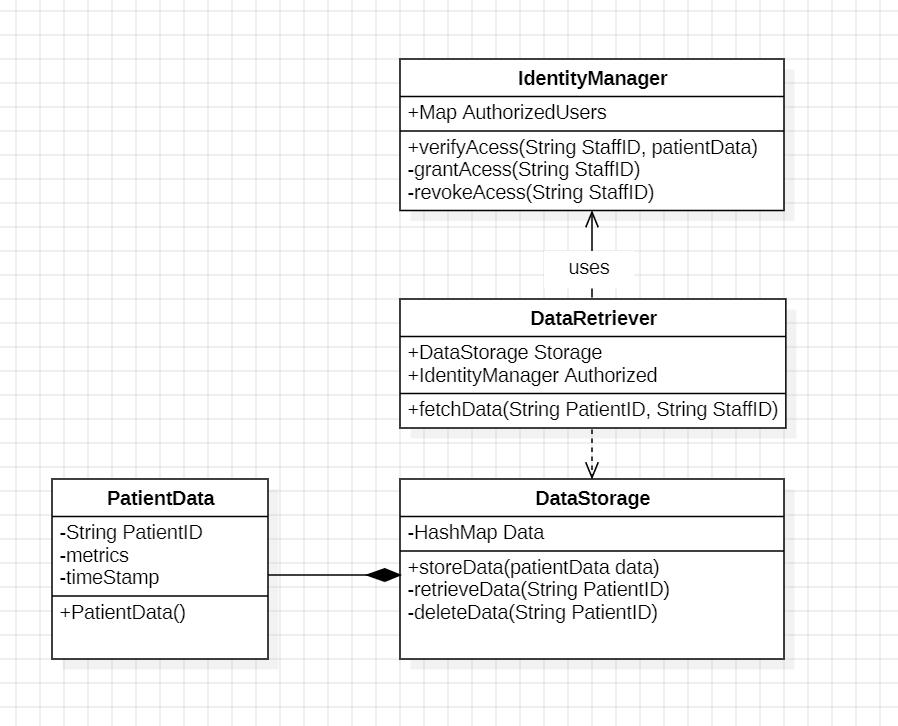 IdentityManager
+Map AuthorizedUsers
+verifyAcess(String StaffID, patientData)
-grantAcess(String StaffID)
-revokeAcess(String StaffID)
uses
DataRetriever
+DataStorage Storage
+IdentityManager Authorized
+fetchData(String PatientID, String StaffID)
PatientData
-String PatientID
-metrics
-timeStamp
+PatientData()
DataStorage
-HashMap Data
+storeData(patientData data)
-retrieveData(String PatientID)
-deleteData(String PatientID)